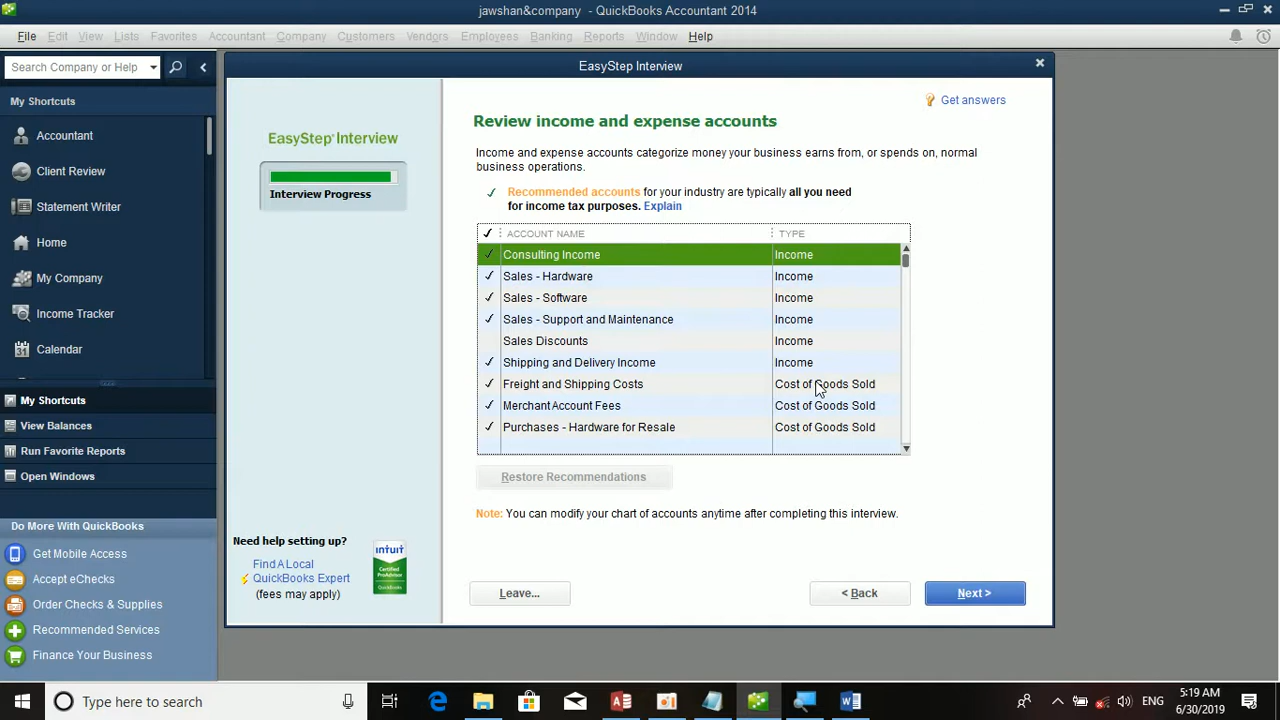 jawshan&company - QuickBooks Accountant 2014
File Edit View Lists Favorites Accountant Company Customers Vendors Employees Banking Reports Window Help
Search Company or Help
My Shortcuts
Accountant
Client Review
Statement Writer
Home
My Company
Income Tracker
Calendar
My Shortcuts
View Balances
Run Favorite Reports
Open Windows
Do More With QuickBooks
Get Mobile Access
Accept eChecks
Order Checks & Supplies
Recommended Services
Finance Your Business
EasyStep Interview
EasyStep Interview
Interview Progress
Need help setting up?
Find A Local
QuickBooks Expert
(fees may apply)
intuit
Certified
ProAdvisor
QuickBooks
Get answers
Review income and expense accounts
Income and expense accounts categorize money your business earns from, or spends on, normal
business operations.
Recommended accounts for your industry are typically all you need
for income tax purposes. Explain
ACCOUNT NAME TYPE
Consulting Income Income
Sales - Hardware Income
Sales - Software Income
Sales - Support and Maintenance Income
Sales Discounts Income
Shipping and Delivery Income Income
Freight and Shipping Costs Cost of Goods Sold
Merchant Account Fees Cost of Goods Sold
Purchases - Hardware for Resale Cost of Goods Sold
Restore Recommendations
Note: You can modify your chart of accounts anytime after completing this interview.
Leave... < Back Next >
Type here to search
ENG
5:19 AM
6/30/2019